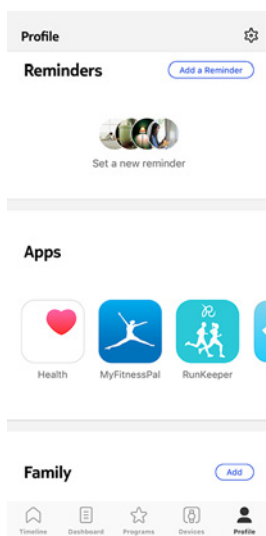 Profile
Reminders
Add a Reminder
Set a new reminder
Apps
Health
MyFitnessPal
RunKeeper
Family
Add
Timeline Dashboard Programs Devices Profile